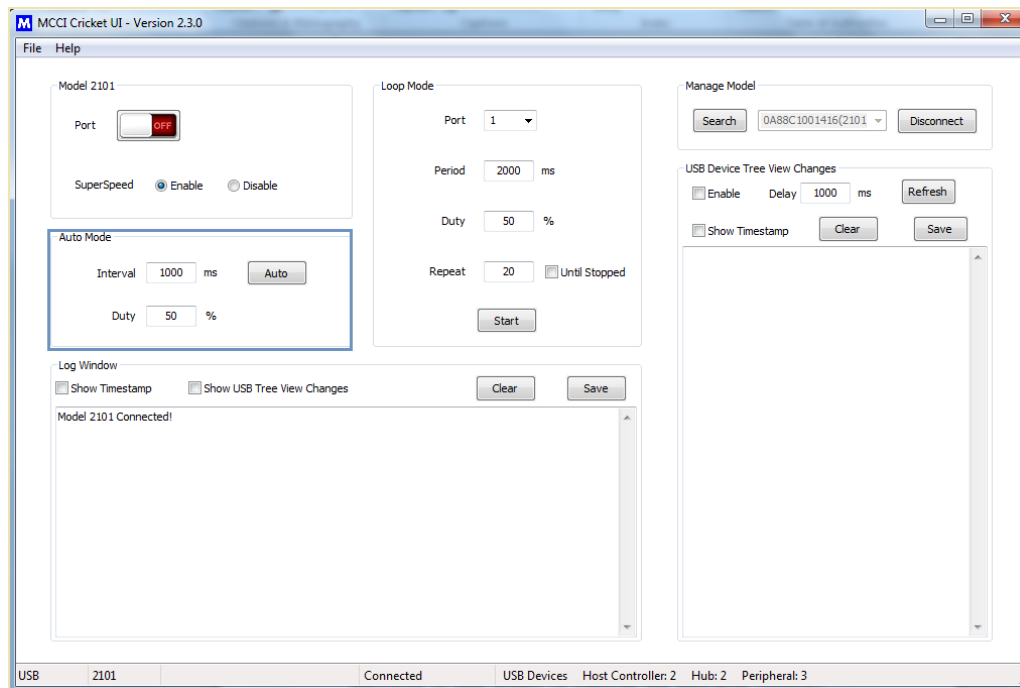 MCCI Cricket UI - Version 2.3.0
File Help
Model 2101
Port OFF
SuperSpeed Enable Disable
Auto Mode
Interval 1000 ms Auto
Duty 50 %
Loop Mode
Port 1
Period 2000 ms
Duty 50 %
Repeat 20 Until Stopped
Start
Manage Model
Search 0A88C1001416(2101 Disconnect
USB Device Tree View Changes
Enable Delay 1000 ms Refresh
Show Timestamp Clear Save
Log Window
Show Timestamp Show USB Tree View Changes Clear Save
Model 2101 Connected!
USB 2101 Connected USB Devices Host Controller: 2 Hub: 2 Peripheral: 3